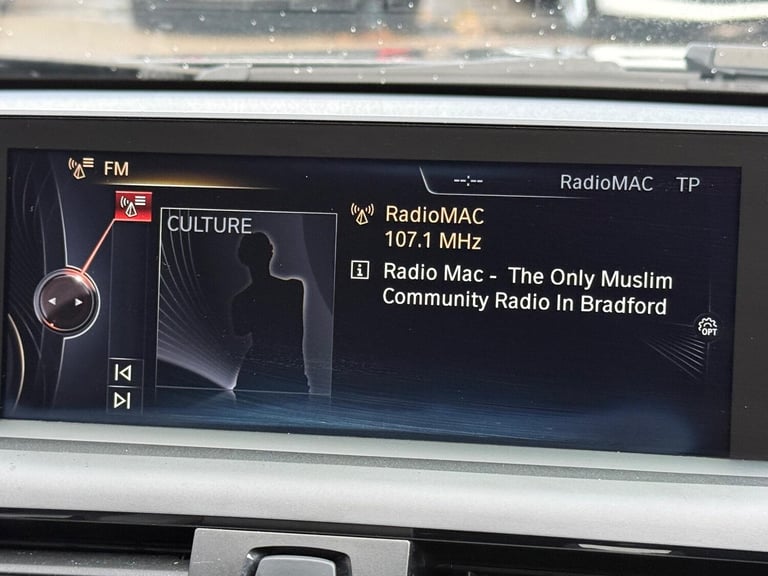 FM
--:--
RadioMAC TP
CULTURE
RadioMAC
107.1 MHz
Radio Mac - The Only Muslim
Community Radio In Bradford
OPT